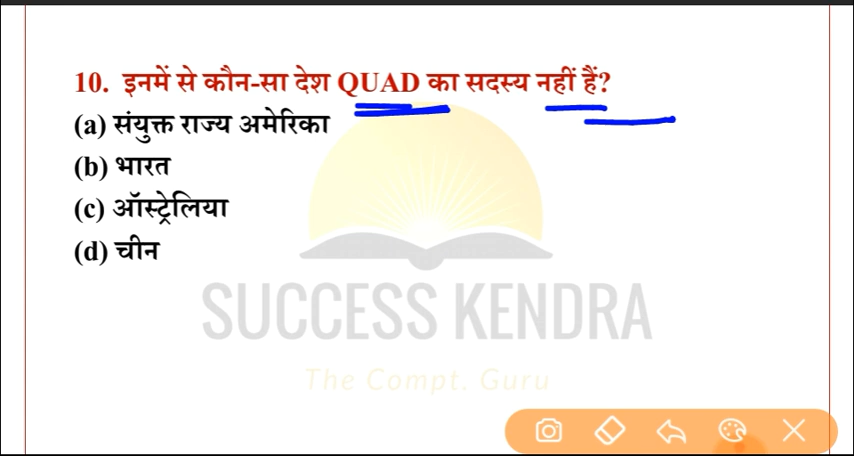 10. इनमें से कौन-सा देश QUAD का सदस्य नहीं हैं?
(a) संयुक्त राज्य अमेरिका
(b) भारत
(c) ऑस्ट्रेलिया
(d) चीन
SUCCESS KENDRA
The Compt. Guru